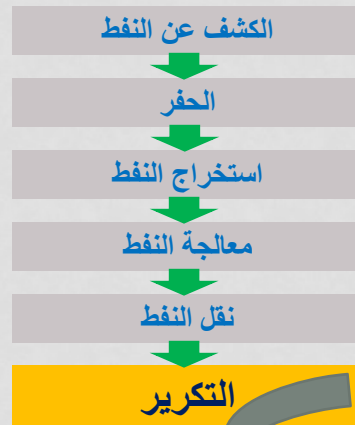 الكشف عن النفط
الحفر
استخراج النفط
معالجة النفط
نقل النفط
التكرير